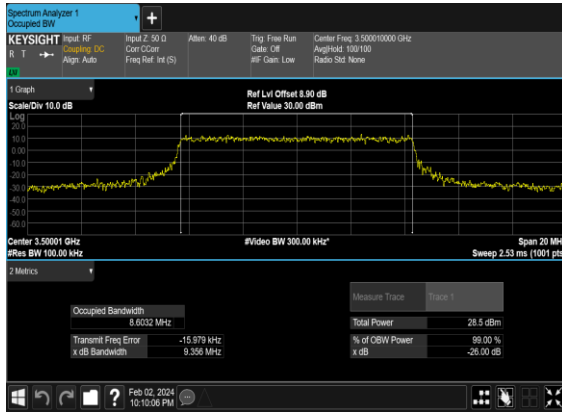 Spectrum Analyzer 1
Occupied BW
+
KEYSIGHT Input: RF Input Z: 50 Ω Atten: 40 dB Trig: Free Run Center Freq: 3.500010000 GHz
R T Coupling: DC Corr CCorr Gate: Off Avg|Hold: 100/100
Align: Auto Freq Ref: Int (S) #IF Gain: Low Radio Std: None
LNI
1 Graph
Ref Lvl Offset 8.90 dB
Scale/Div 10.0 dB Ref Value 30.00 dBm
Log
20.0
10.0
0.00
-10.0
-20.0
-30.0
-40.0
-50.0
-60.0
Center 3.50001 GHz #Video BW 300.00 kHz* Span 20 MH
#Res BW 100.00 kHz Sweep 2.53 ms (1001 pts
2 Metrics
Measure Trace Trace 1
Occupied Bandwidth
8.6032 MHz Total Power 28.5 dBm
Transmit Freq Error -15.979 kHz % of OBW Power 99.00 %
x dB Bandwidth 9.356 MHz x dB -26.00 dB
? Feb 02, 2024
10:10:06 PM